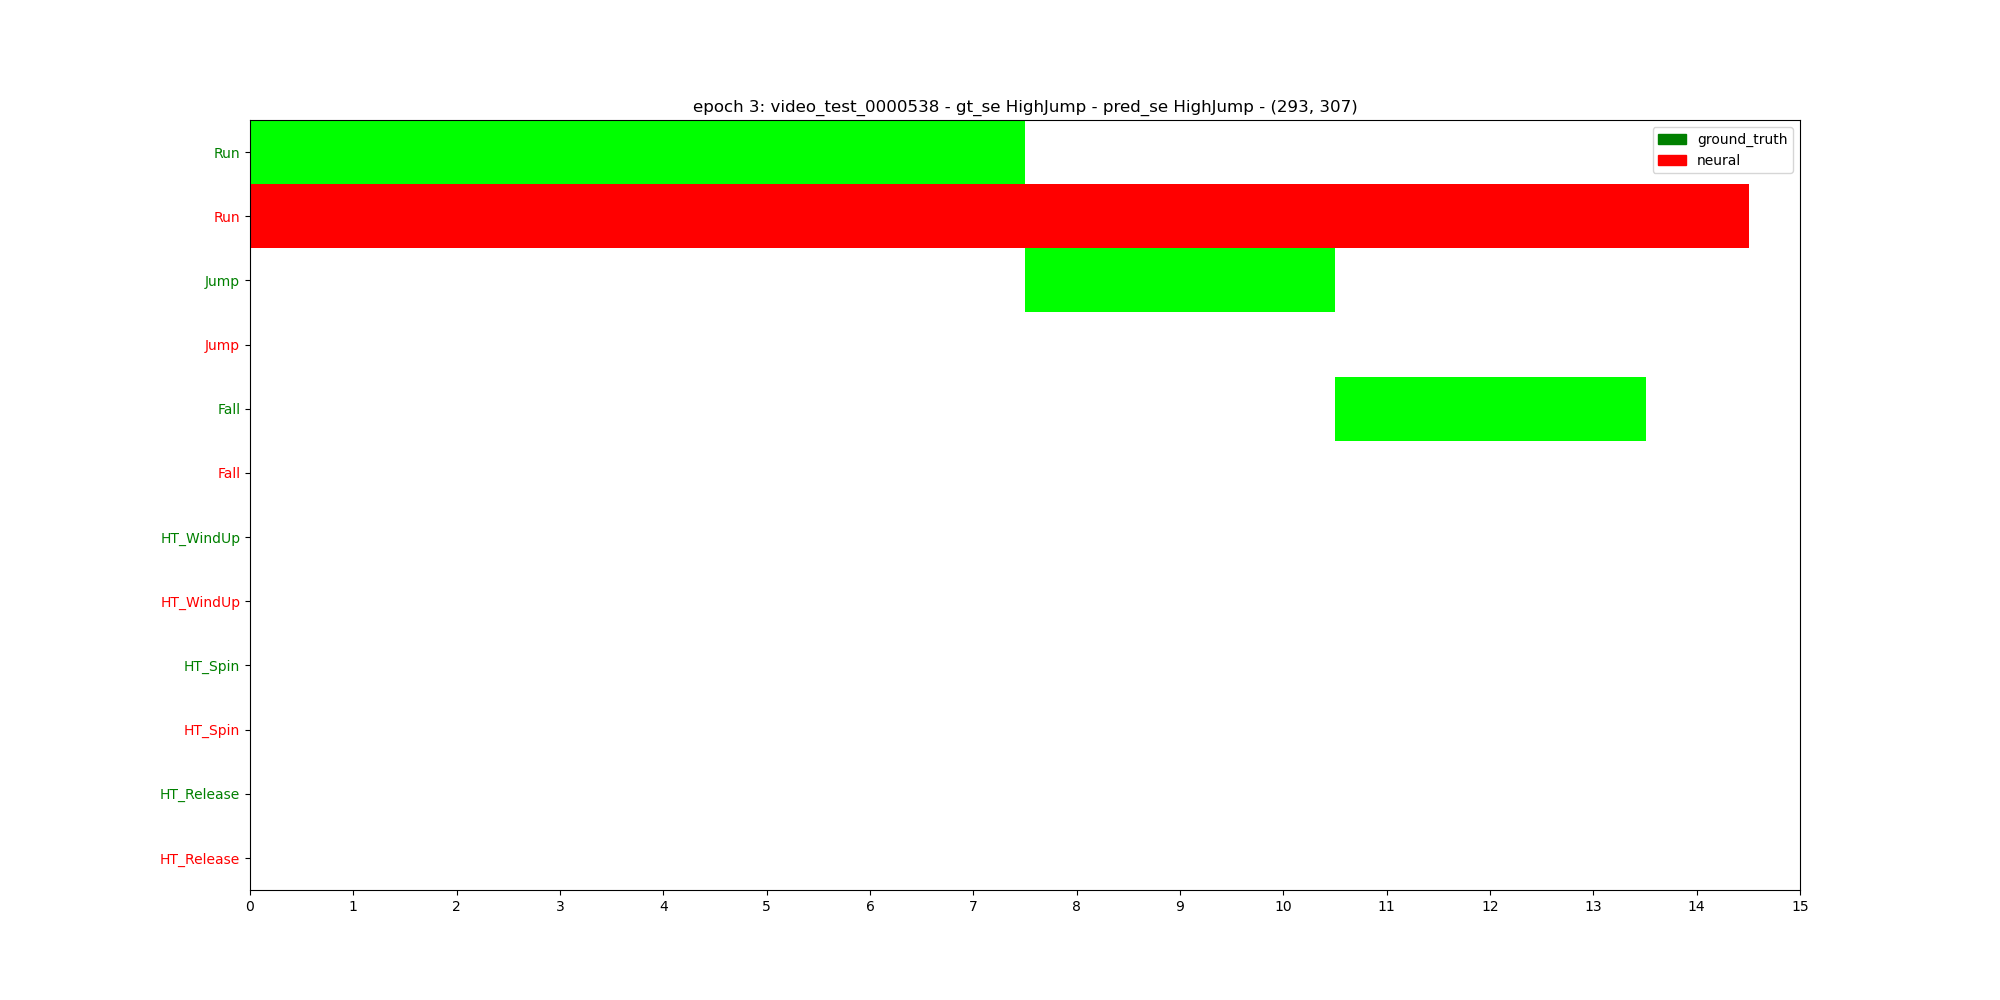 epoch 3: video_test_0000538 - gt_se HighJump - pred_se HighJump - (293, 307)
ground_truth
neural
Run
Run
Jump
Jump
Fall
Fall
HT_WindUp
HT_WindUp
HT_Spin
HT_Spin
HT_Release
HT_Release
0 1 2 3 4 5 6 7 8 9 10 11 12 13 14 15